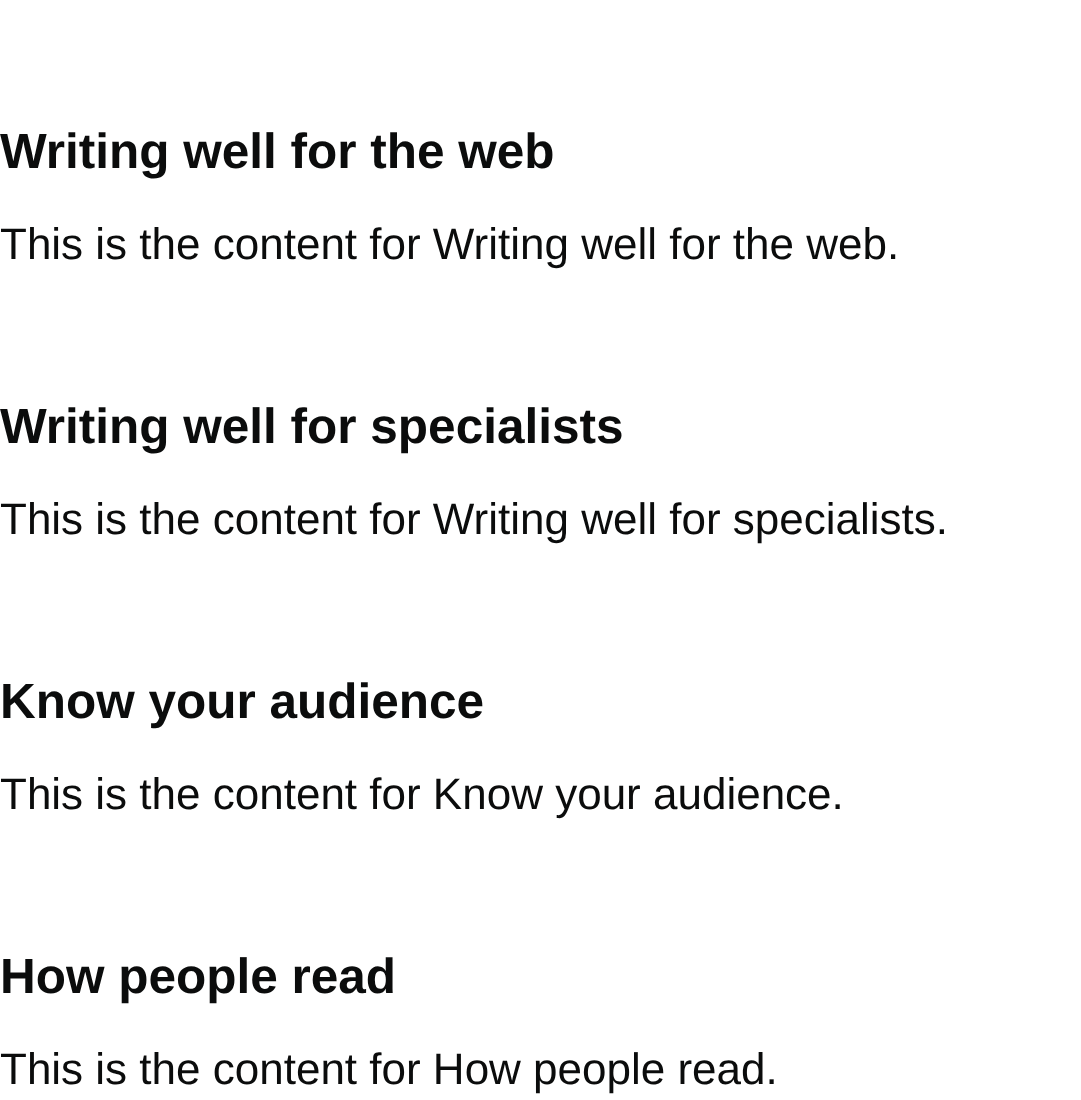 Writing well for the web
This is the content for Writing well for the web.
Writing well for specialists
This is the content for Writing well for specialists.
Know your audience
This is the content for Know your audience.
How people read
This is the content for How people read.